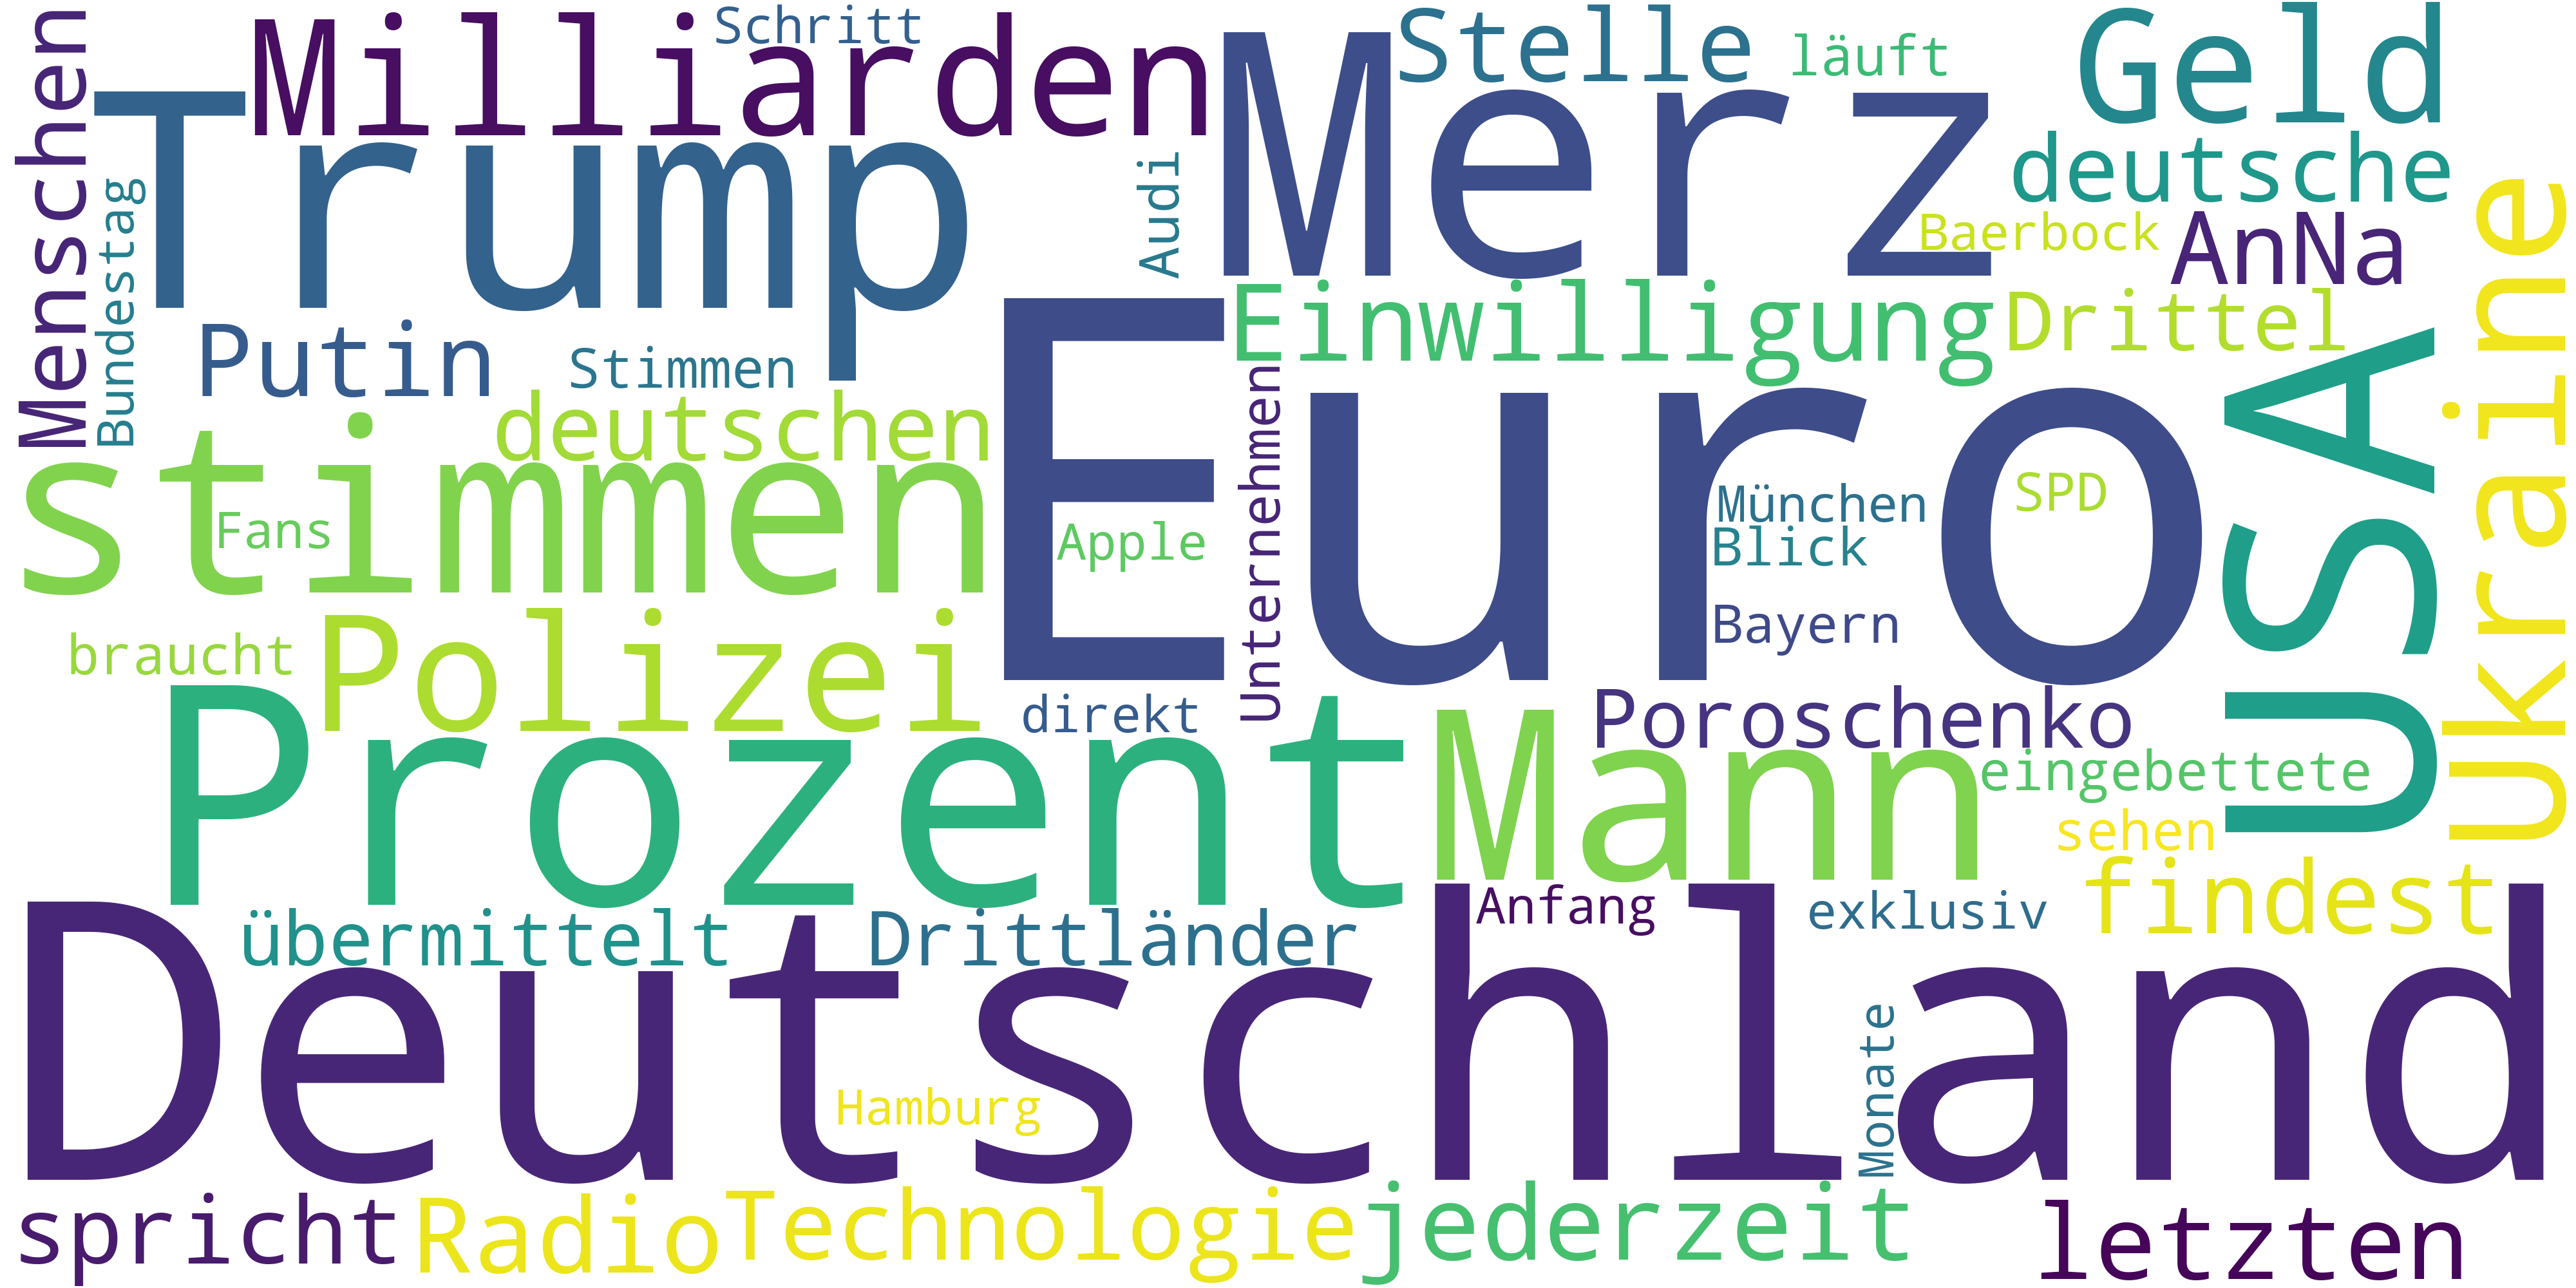 Menschen
Milliarden
Schritt
Merz
Stelle
läuft
Geld
Trump
Bundestag
Audi
deutsche
Baerbock
AnNa
Ukraine
Putin
Stimmen
Einwilligung
Drittel
deutschen
Euro
USA
stimmen
Fans
Apple
Unternehmen
München
SPD
Blick
Bayern
braucht
Polizei
direkt
Poroschenko
Prozent
Mann
eingebettete
sehen
Deutschland
übermittelt
Drittländer
Anfang
exklusiv
findest
Hamburg
Monate
spricht
Radio
Technologie
jederzeit
letzten